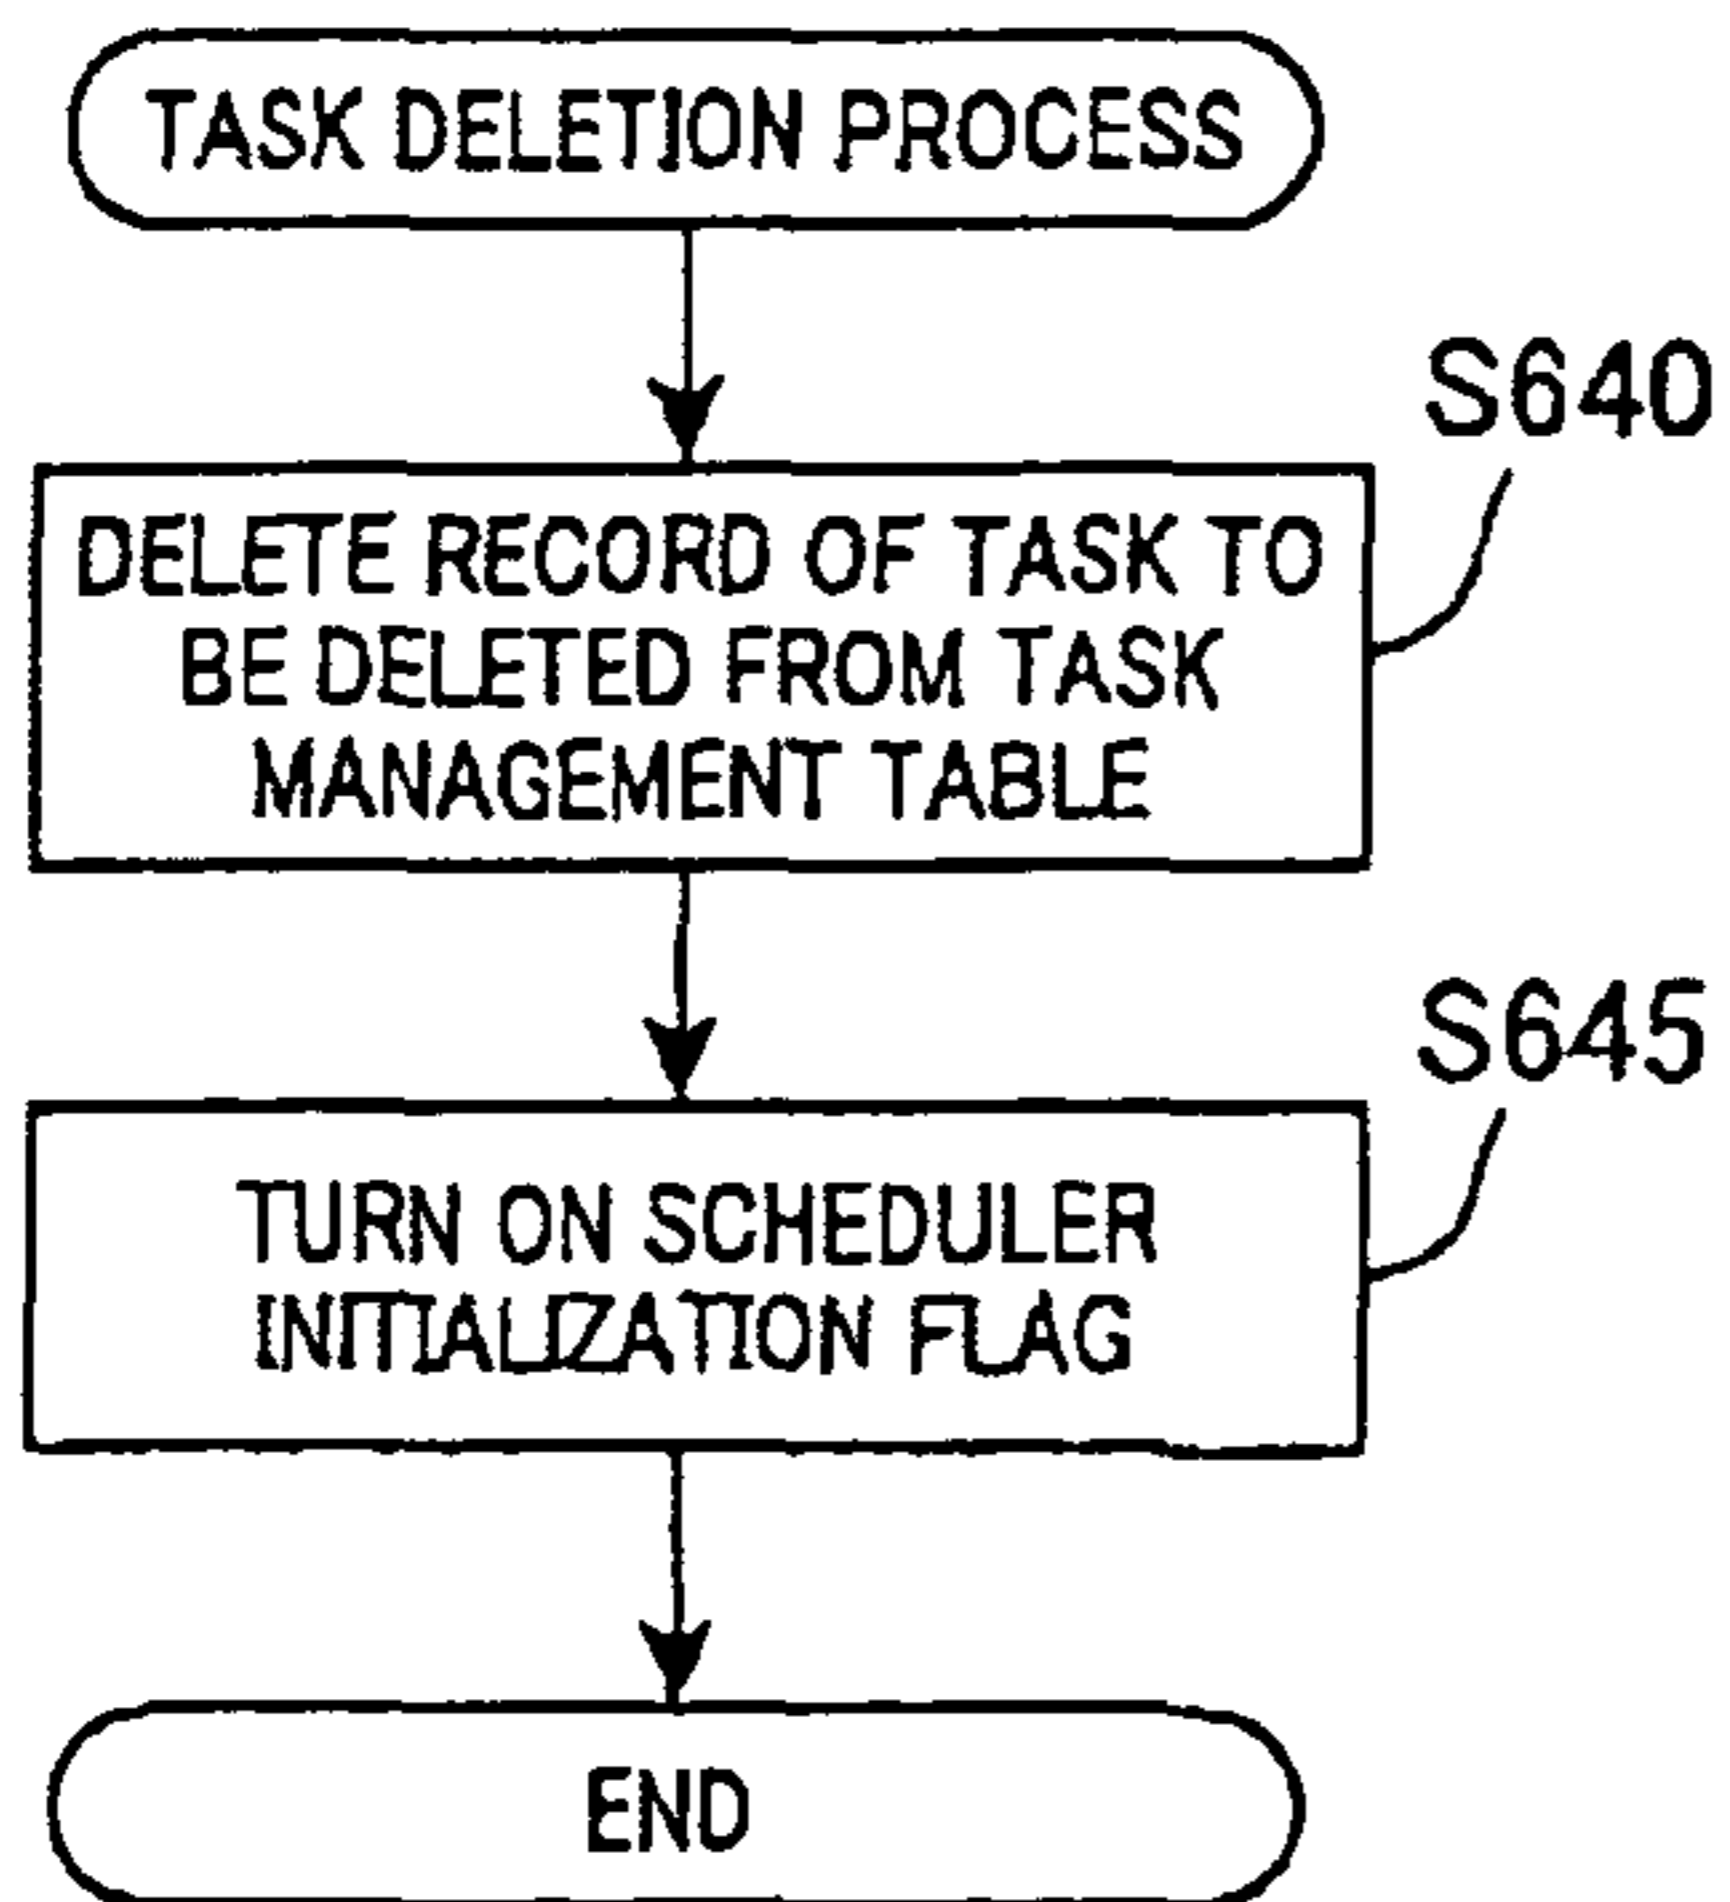 TASK DELETION PROCESS
S640
DELETE RECORD OF TASK TO
BE DELETED FROM TASK
MANAGEMENT TABLE
S645
TURN ON SCHEDULER
INITIALIZATION FLAG
END